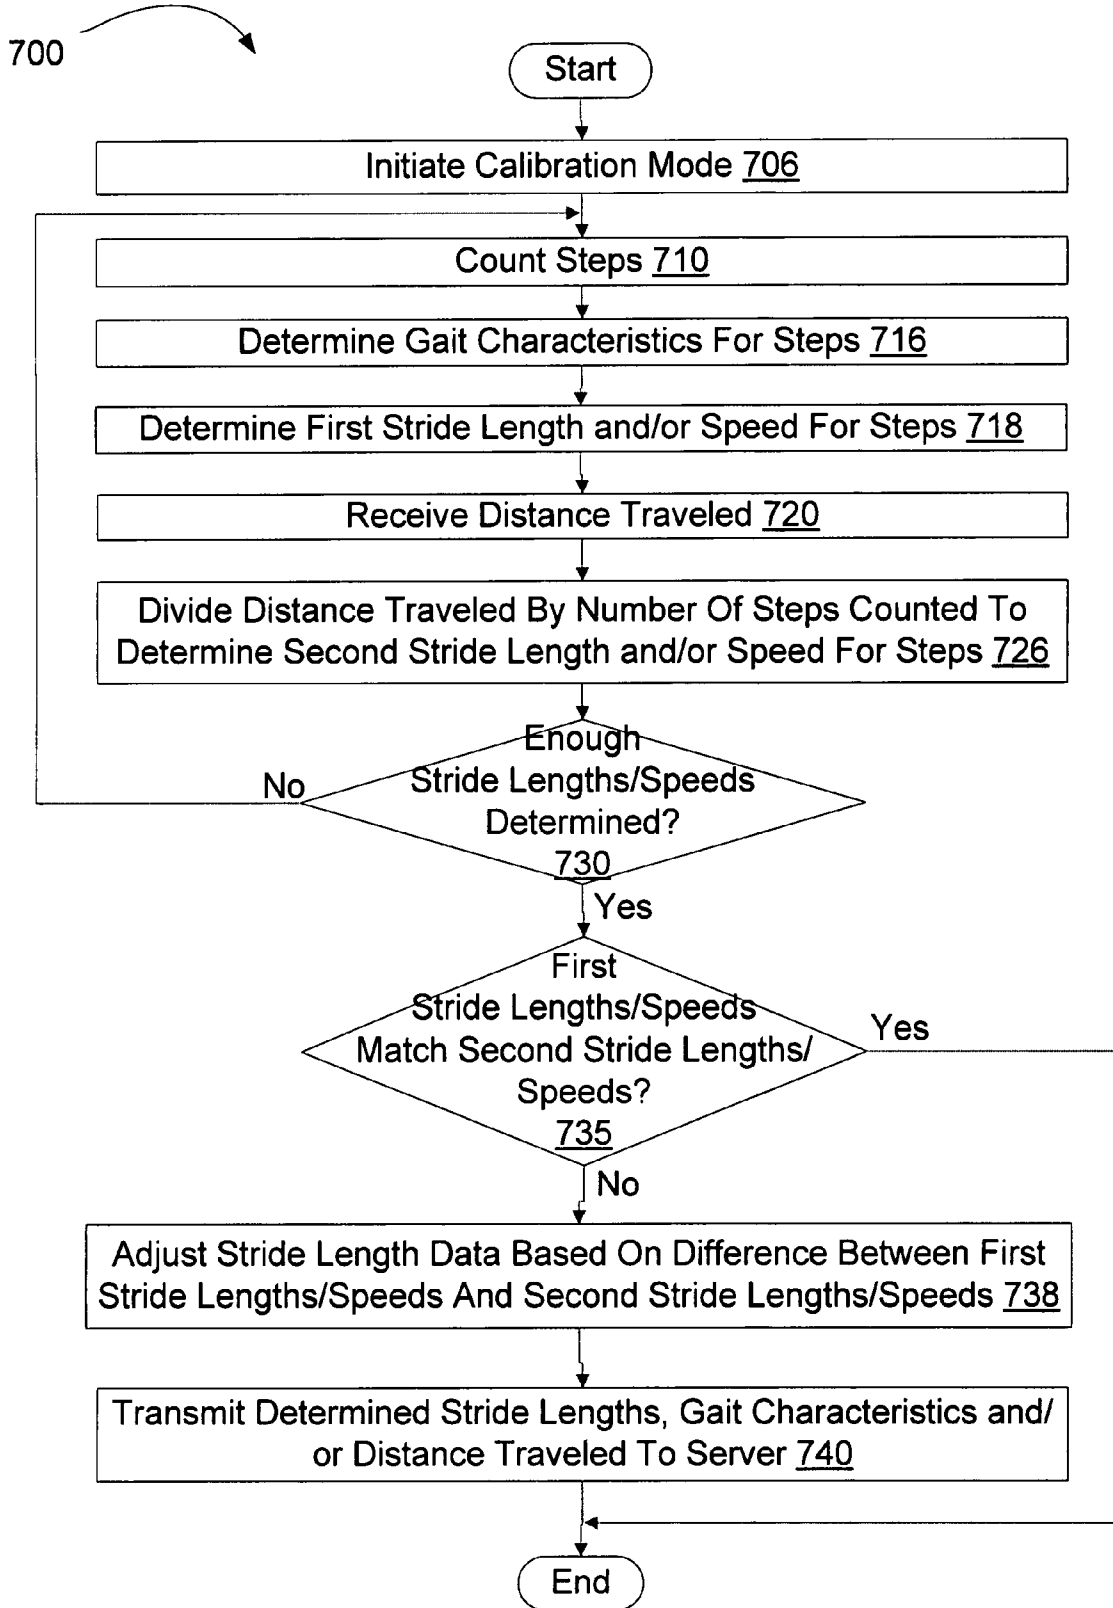 700
Start
Initiate Calibration Mode 706
Count Steps 710
Determine Gait Characteristics For Steps 716
Determine First Stride Length and/or Speed For Steps 718
Receive Distance Traveled 720
Divide Distance Traveled By Number Of Steps Counted To
Determine Second Stride Length and/or Speed For Steps 726
Enough
Stride Lengths/Speeds
Determined?
730
No
Yes
First
Stride Lengths/Speeds
Match Second Stride Lengths/
Speeds?
735
Yes
No
Adjust Stride Length Data Based On Difference Between First
Stride Lengths/Speeds And Second Stride Lengths/Speeds 738
Transmit Determined Stride Lengths, Gait Characteristics and/
or Distance Traveled To Server 740
End